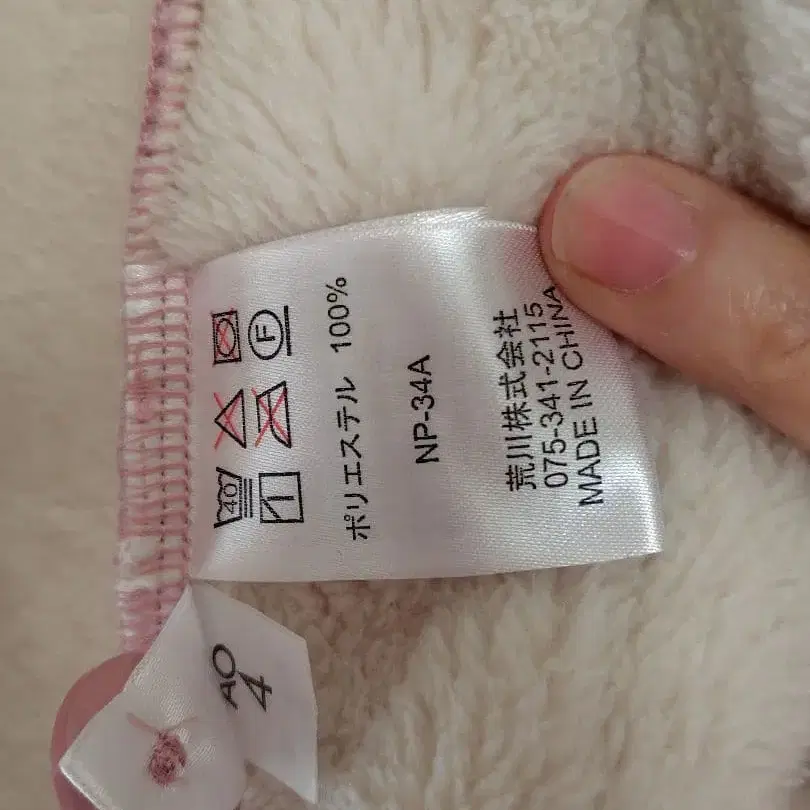 40
F
ポリエステル 100%
NP-34A
荒川株式会社
075-341-2115
MADE IN CHINA
AO
4